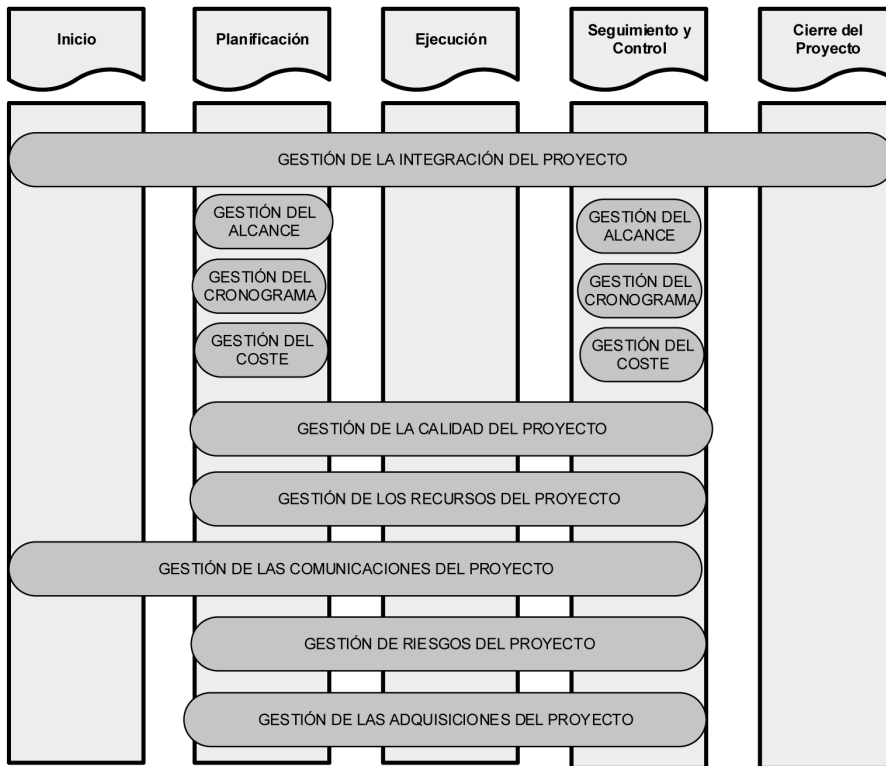 Inicio
Planificación
Ejecución
Seguimiento y
Control
Cierre del
Proyecto
GESTIÓN DE LA INTEGRACIÓN DEL PROYECTO
GESTIÓN DEL
ALCANCE
GESTIÓN DEL
ALCANCE
GESTIÓN DEL
CRONOGRAMA
GESTIÓN DEL
CRONOGRAMA
GESTIÓN DEL
COSTE
GESTIÓN DEL
COSTE
GESTIÓN DE LA CALIDAD DEL PROYECTO
GESTIÓN DE LOS RECURSOS DEL PROYECTO
GESTIÓN DE LAS COMUNICACIONES DEL PROYECTO
GESTIÓN DE RIESGOS DEL PROYECTO
GESTIÓN DE LAS ADQUISICIONES DEL PROYECTO